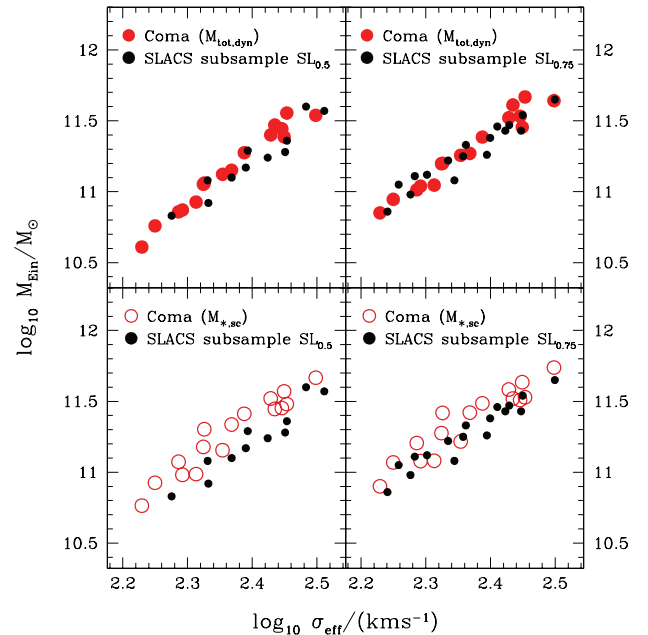 Coma (M_tot,dyn)
SLACS subsample SL_0.5
Coma (M_tot,dyn)
SLACS subsample SL_0.75
12
11.5
11
10.5
12
11.5
11
10.5
log₁₀ M_Ein/M_⊙
Coma (M_*,sc)
SLACS subsample SL_0.5
Coma (M_*,sc)
SLACS subsample SL_0.75
12
11.5
11
10.5
12
11.5
11
10.5
2.2 2.3 2.4 2.5 2.2 2.3 2.4 2.5
log₁₀ σ_eff/(kms⁻¹)